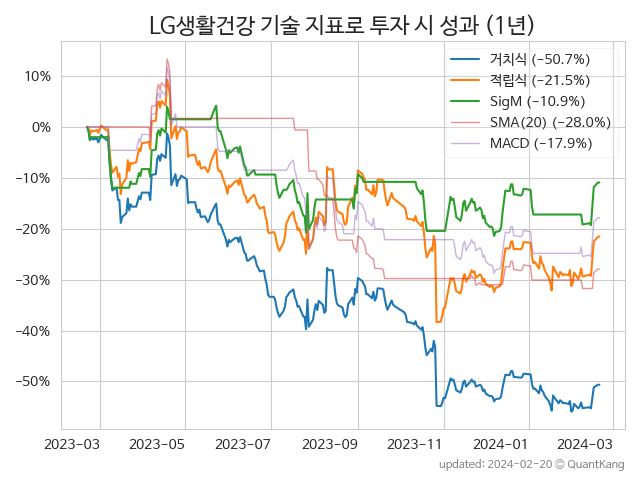 LG생활건강 기술 지표로 투자 시 성과 (1년)
거치식 (−50.7%)
적립식 (−21.5%)
SigM (−10.9%)
SMA(20) (−28.0%)
MACD (−17.9%)
10%
0%
−10%
−20%
−30%
−40%
−50%
2023-03 2023-05 2023-07 2023-09 2023-11 2024-01 2024-03
updated: 2024-02-20 © QuantKang